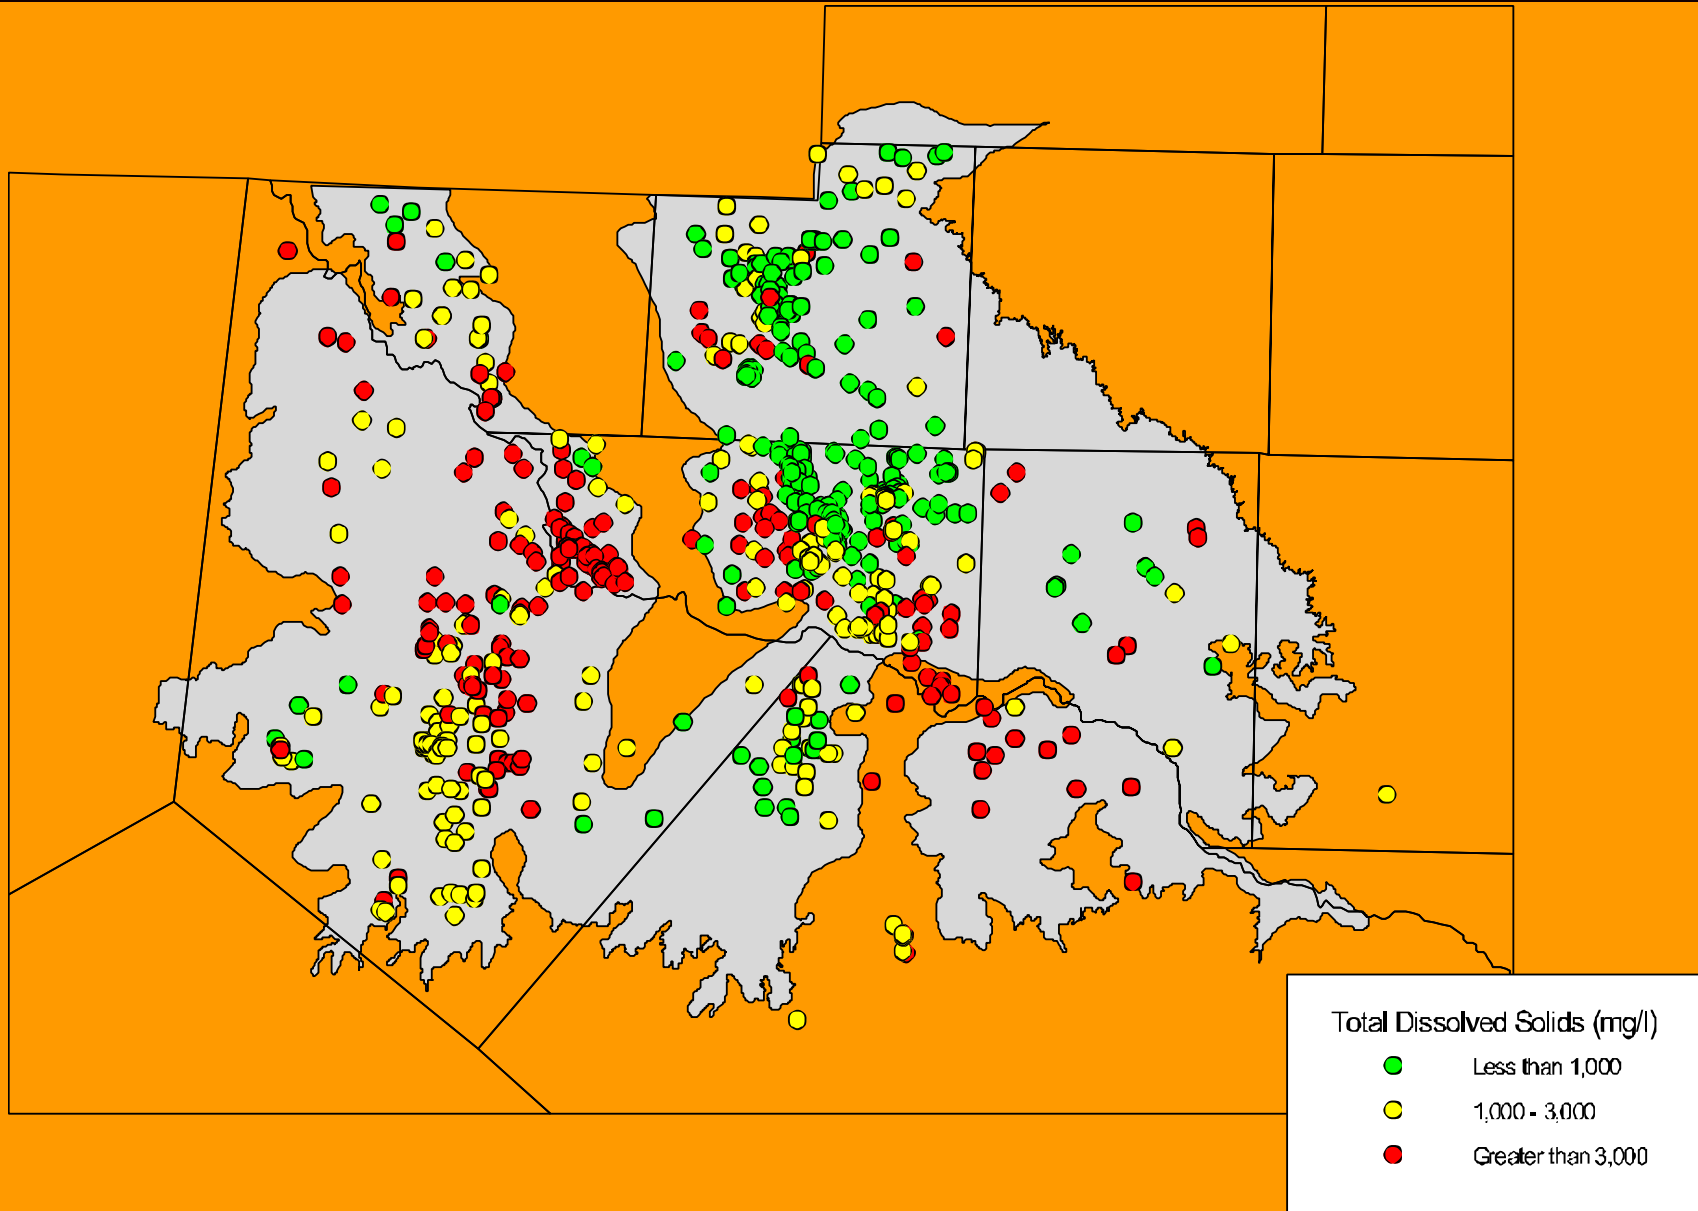 Total Dissolved Solids (mg/l)
Less than 1,000
1,000 - 3,000
Greater than 3,000